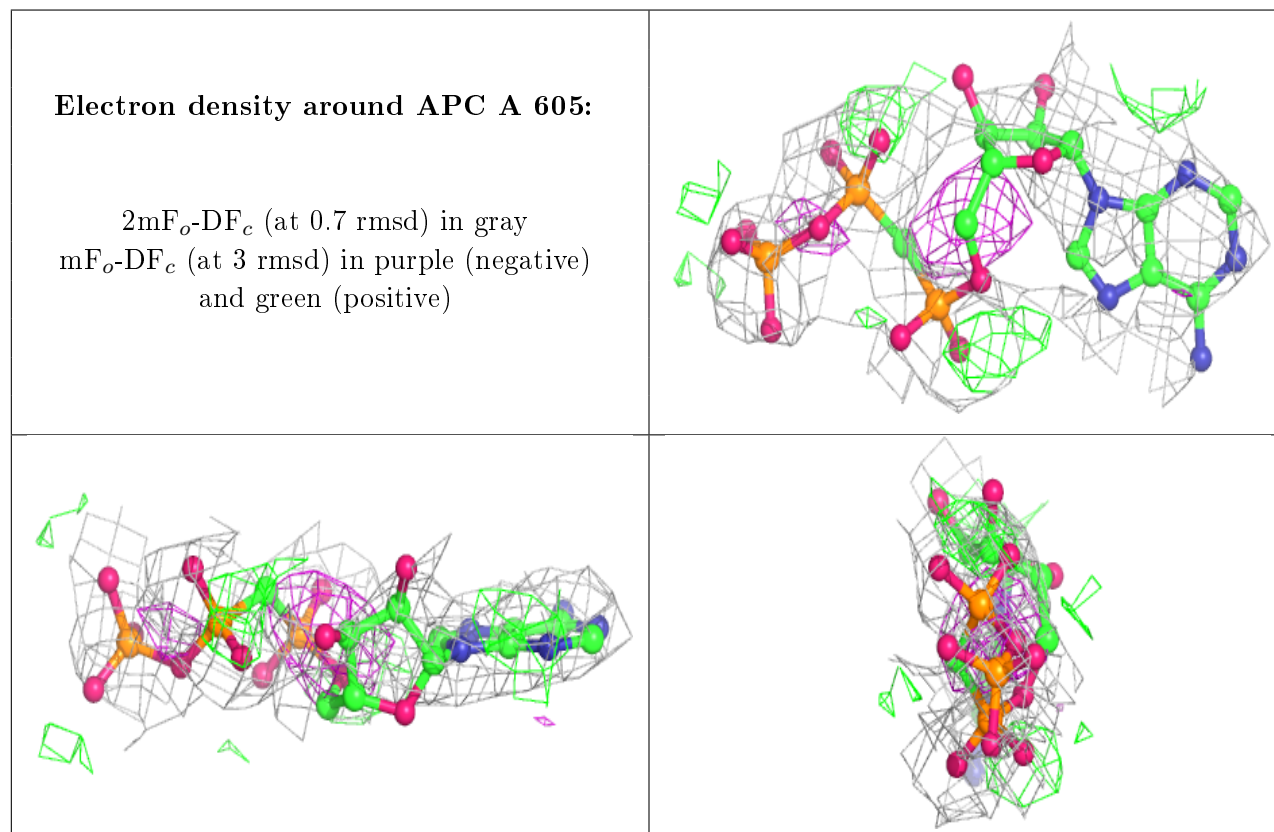 Electron density around APC A 605:
2mFo-DFc (at 0.7 rmsd) in gray
mFo-DFc (at 3 rmsd) in purple (negative)
and green (positive)